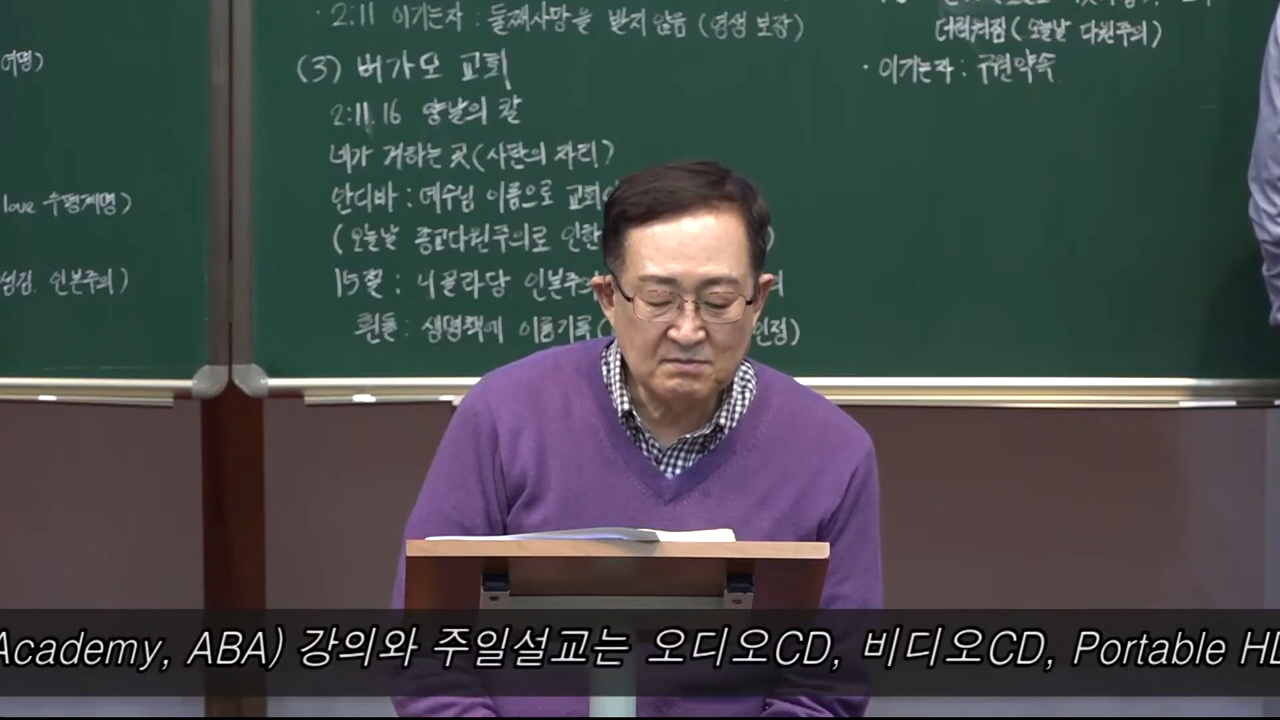 여명)
love 수평계명)
섬김. 인본주의)
· 2:11 이기는자 : 둘째사망을 받지 않음 (영생 보장)
(3) 버가모 교회
2:11.16 양날의 칼
네가 거하는 곳 (사탄의 자리)
안디바 : 예수님 이름으로 교회
(오늘날 종교다원주의로 인한
15절 : 니골라당 인본주의
흰돌 : 생명책에 이름기록( 인정)
더럭혀짐 (오늘날 다원주의)
· 이기는자 : 구원약속
Academy, ABA) 강의와 주일설교는 오디오CD, 비디오CD, Portable